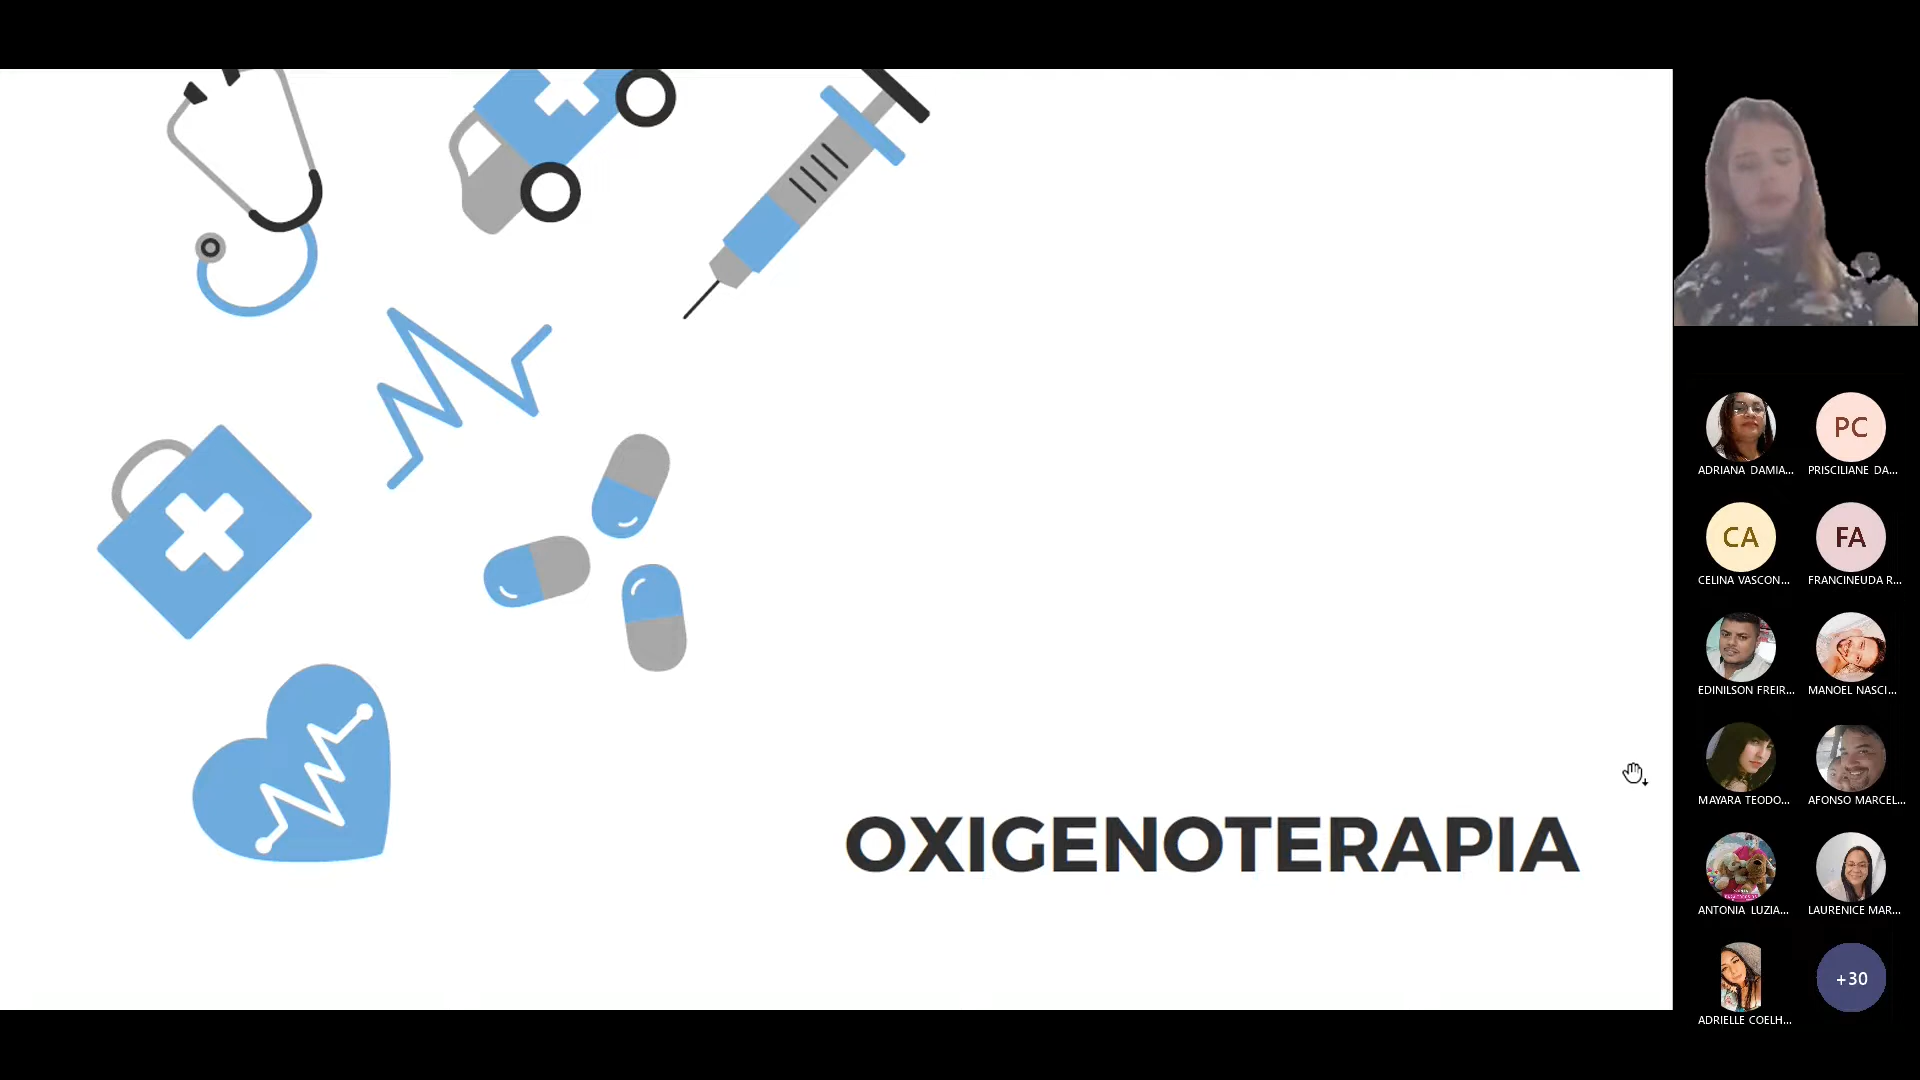 OXIGENOTERAPIA
ADRIANA DAMIA...
PC
PRISCILIANE DA...
CA
CELINA VASCON...
FA
FRANCINEUDA R...
EDINILSON FREIR...
MANOEL NASCI...
MAYARA TEODO...
AFONSO MARCEL...
ANTONIA LUZIA...
LAURENICE MAR...
ADRIELLE COELH...
+30